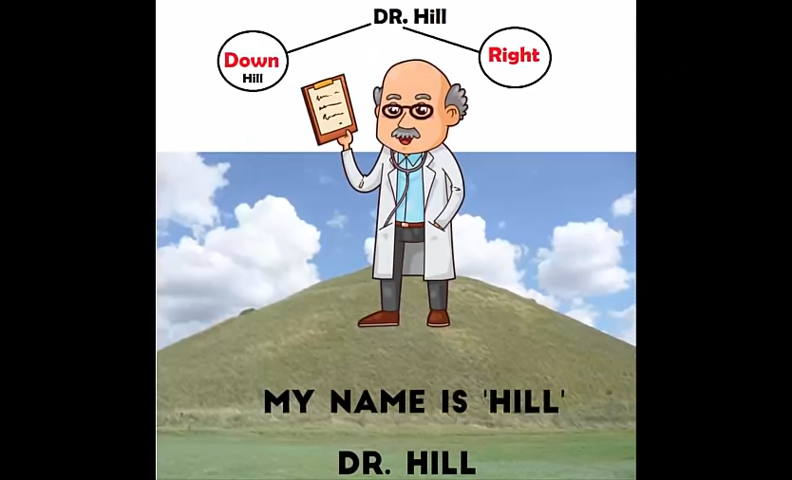 DR. Hill
Down
Hill
Right
MY NAME IS 'HILL'
DR. HILL